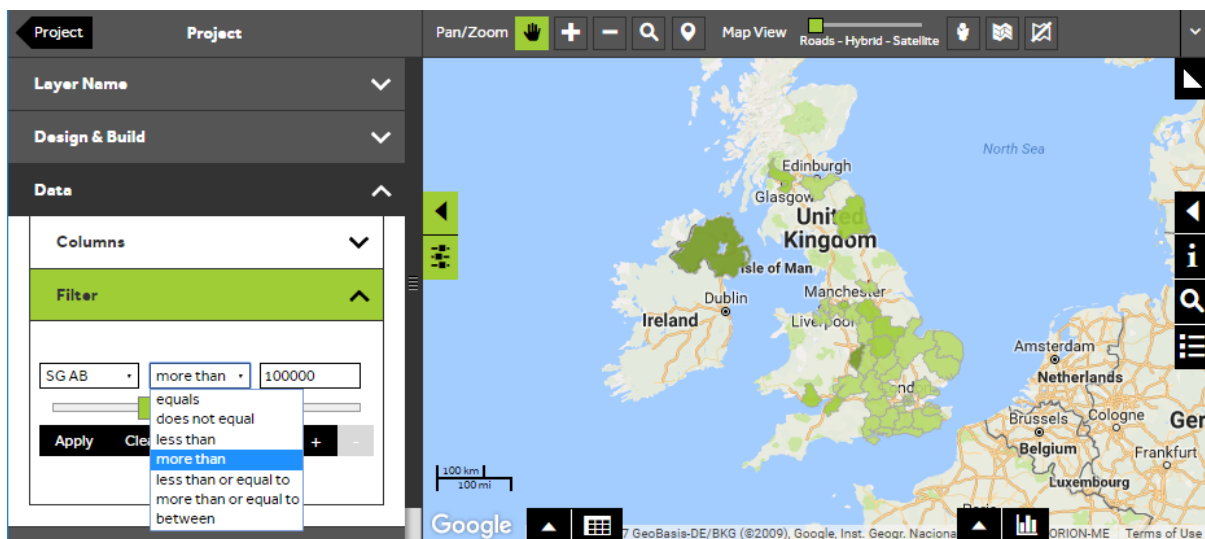 Project
Project
Pan/Zoom
Map View
Roads - Hybrid - Satellite
Layer Name
Design & Build
Data
Columns
Filter
SG AB
more than
100000
equals
does not equal
less than
more than
less than or equal to
more than or equal to
between
Apply
+
-
North Sea
Edinburgh
Glasgow
United
Kingdom
Isle of Man
Dublin
Manchester
Ireland
Liverpool
Amsterdam
Netherlands
Brussels
Cologne
Ger
Belgium
Frankfurt
Luxembourg
100 km
100 mi
Google
7 GeoBasis-DE/BKG (©2009), Google, Inst. Geogr. Naciona
ORION-ME
Terms of Use